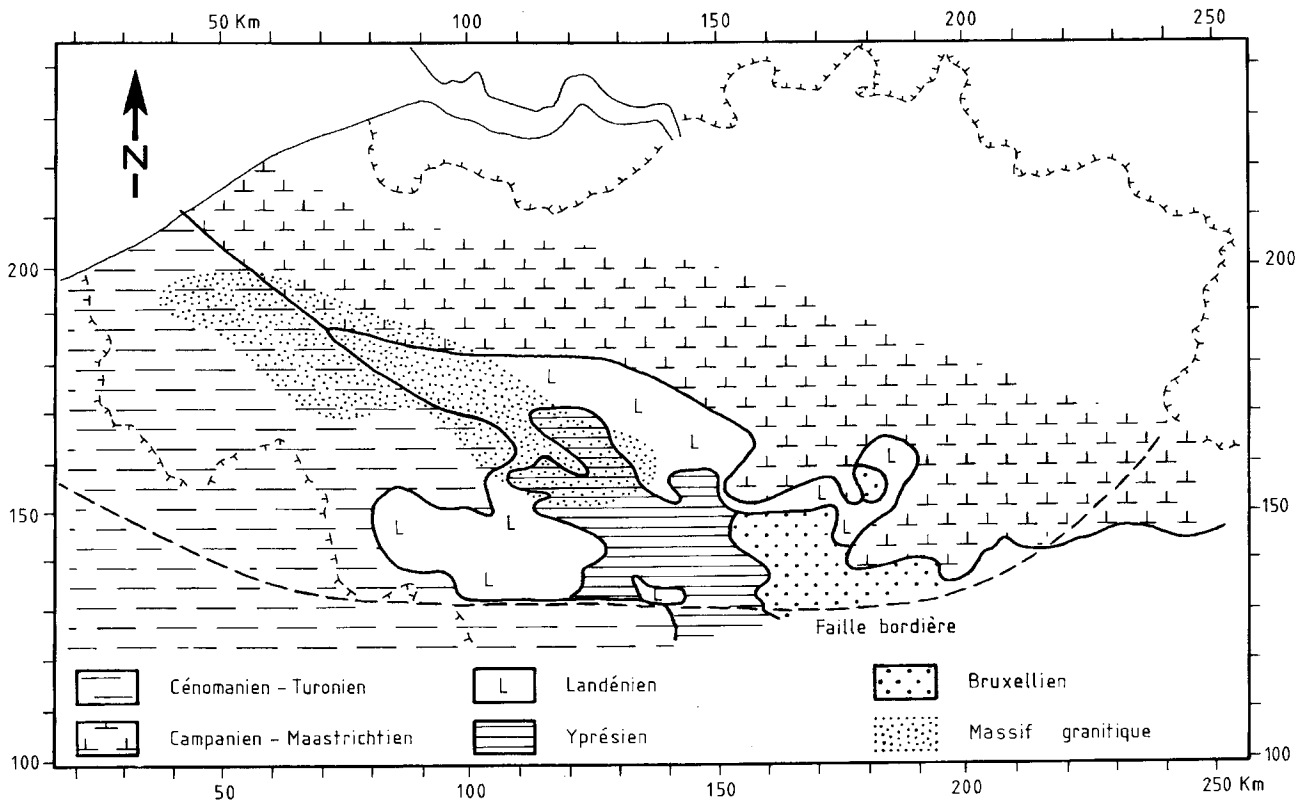 50 Km 100 150 200 250
N
200 200
L
L
L
L
L
150 150
L
L
L
L
L
Faille bordière
Cénomanien - Turonien
L Landénien
Bruxellien
Campanien - Maastrichtien
Yprésien
Massif granitique
100 100
50 100 150 200 250 Km